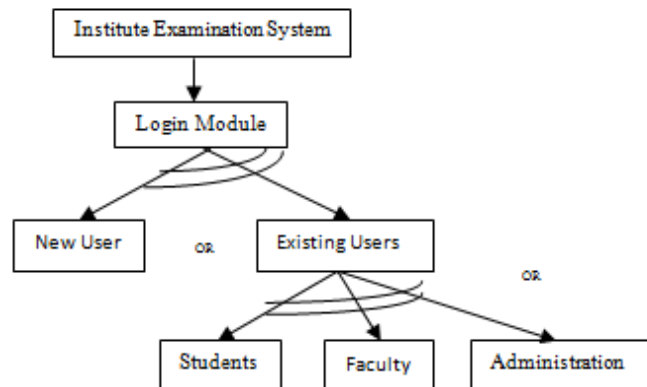 Institute Examination System
Login Module
New User
OR
Existing Users
OR
Students
Faculty
Administration